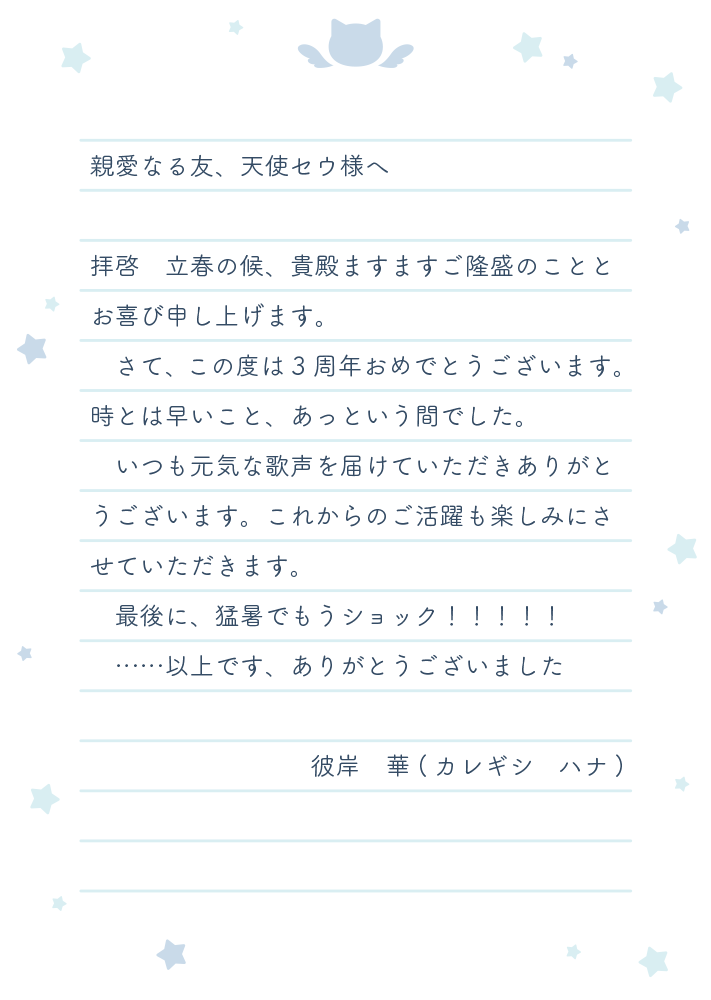 親愛なる友、天使セウ様へ
拝啓　立春の候、貴殿ますますご隆盛のことと
お喜び申し上げます。
　さて、この度は3周年おめでとうございます。
時とは早いこと、あっという間でした。
　いつも元気な歌声を届けていただきありがと
うございます。これからのご活躍も楽しみにさ
せていただきます。
　最後に、猛暑でもうショック！！！！！
　……以上です、ありがとうございました
彼岸　華(カレギシ　ハナ)